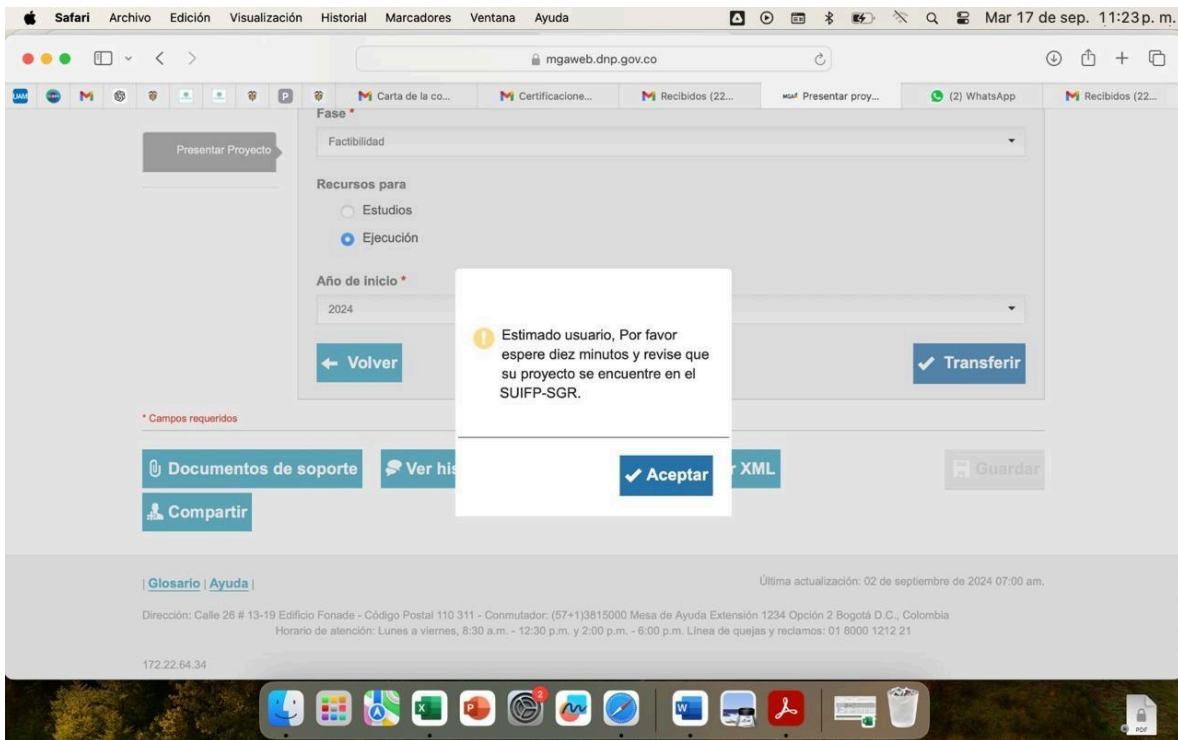 Safari Archivo Edición Visualización Historial Marcadores Ventana Ayuda Mar 17 de sep. 11:23 p. m.
mgaweb.dnp.gov.co
UAM P Carta de la co... Certificacione... Recibidos (22... MGA Presentar proy... (2) WhatsApp Recibidos (22...
Fase *
Presentar Proyecto
Factibilidad
Recursos para
Estudios
Ejecución
Año de inicio *
2024
Estimado usuario, Por favor
espere diez minutos y revise que
su proyecto se encuentre en el
SUIFP-SGR.
Aceptar
Volver
Transferir
* Campos requeridos
Documentos de soporte Ver his XML Guardar
Compartir
| Glosario | Ayuda |
Última actualización: 02 de septiembre de 2024 07:00 am.
Dirección: Calle 26 # 13-19 Edificio Fonade - Código Postal 110 311 - Conmutador: (57+1)3815000 Mesa de Ayuda Extensión 1234 Opción 2 Bogotá D.C., Colombia
Horario de atención: Lunes a viernes, 8:30 a.m. - 12:30 p.m. y 2:00 p.m. - 6:00 p.m. Línea de quejas y reclamos: 01 8000 1212 21
172.22.64.34
X P 2 W
PDF